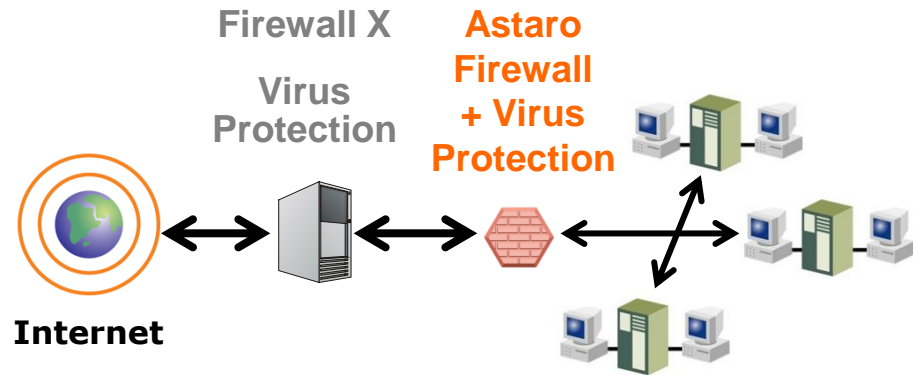 Firewall X
Virus
Protection
Astaro
Firewall
+ Virus
Protection
Internet